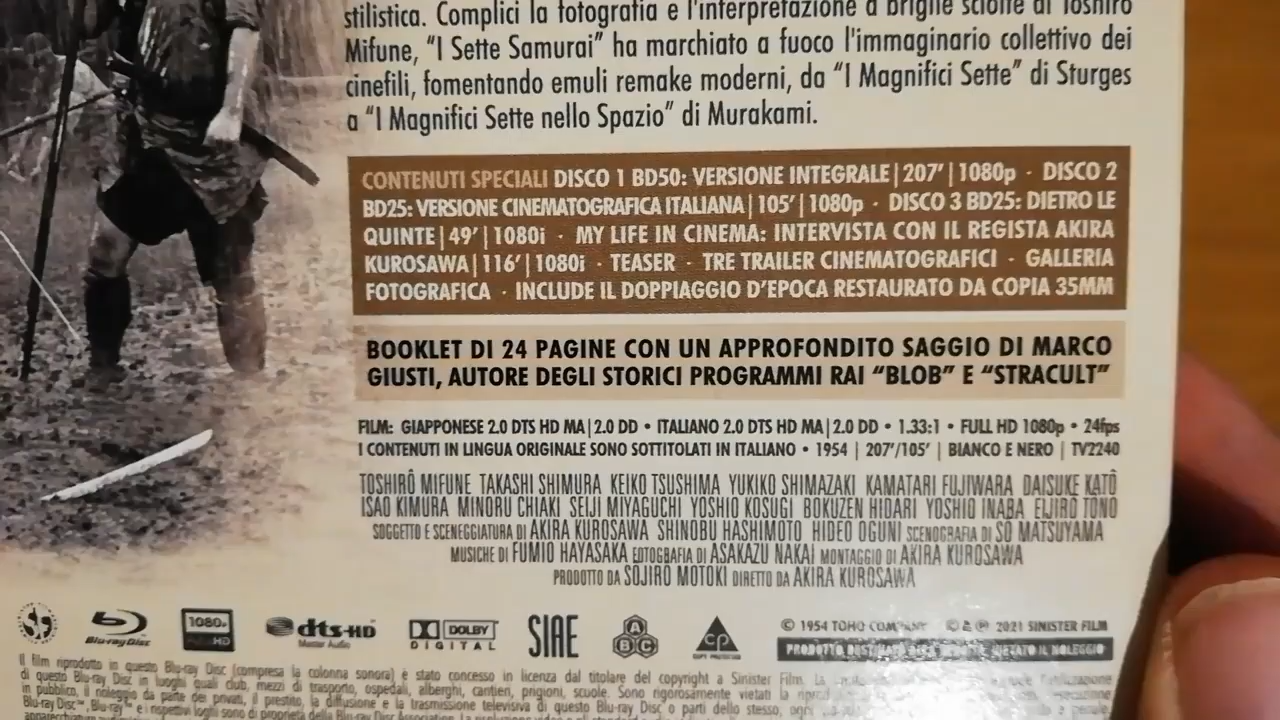 stilistica. Complici la fotografia e l'interpretazione a briglie sciolte di Toshiro
Mifune, “I Sette Samurai” ha marchiato a fuoco l'immaginario collettivo dei
cinefili, fomentando emuli remake moderni, da “I Magnifici Sette” di Sturges
a “I Magnifici Sette nello Spazio” di Murakami.
CONTENUTI SPECIALI DISCO 1 BD50: VERSIONE INTEGRALE | 207’ | 1080p · DISCO 2
BD25: VERSIONE CINEMATOGRAFICA ITALIANA | 105’ | 1080p · DISCO 3 BD25: DIETRO LE
QUINTE | 49’ | 1080i · MY LIFE IN CINEMA: INTERVISTA CON IL REGISTA AKIRA
KUROSAWA | 116’ | 1080i · TEASER · TRE TRAILER CINEMATOGRAFICI · GALLERIA
FOTOGRAFICA · INCLUDE IL DOPPIAGGIO D’EPOCA RESTAURATO DA COPIA 35MM
BOOKLET DI 24 PAGINE CON UN APPROFONDITO SAGGIO DI MARCO
GIUSTI, AUTORE DEGLI STORICI PROGRAMMI RAI “BLOB” E “STRACULT”
FILM: GIAPPONESE 2.0 DTS HD MA | 2.0 DD • ITALIANO 2.0 DTS HD MA | 2.0 DD • 1.33:1 • FULL HD 1080p • 24fps
I CONTENUTI IN LINGUA ORIGINALE SONO SOTTITOLATI IN ITALIANO • 1954 | 207’/105’ | BIANCO E NERO | TV2240
TOSHIRÔ MIFUNE TAKASHI SHIMURA KEIKO TSUSHIMA YUKIKO SHIMAZAKI KAMATARI FUJIWARA DAISUKE KATÔ
ISAO KIMURA MINORU CHIAKI SEIJI MIYAGUCHI YOSHIO KOSUGI BOKUZEN HIDARI YOSHIO INABA EIJIRÔ TONO
SOGGETTO E SCENEGGIATURA DI AKIRA KUROSAWA SHINOBU HASHIMOTO HIDEO OGUNI SCENOGRAFIA DI SÔ MATSUYAMA
MUSICHE DI FUMIO HAYASAKA FOTOGRAFIA DI ASAKAZU NAKAI MONTAGGIO DI AKIRA KUROSAWA
PRODOTTO DA SÔJIRÔ MOTOKI DIRETTO DA AKIRA KUROSAWA
Blu-ray Disc 1080p HD dts-HD Master Audio DOLBY DIGITAL SIAE A B C CP COPY PROTECTED
© 1954 TOHO COMPANY © & ℗ 2021 SINISTER FILM
PRODOTTO DESTINATO ALLA VENDITA. VIETATO IL NOLEGGIO
Il film riprodotto in questo Blu-ray Disc (compresa la colonna sonora) è stato concesso in licenza dal titolare del copyright a Sinister Film.
di questo Blu-ray Disc in luoghi quali club, mezzi di trasporto, ospedali, alberghi, cantieri, prigioni, scuole. Sono rigorosamente vietati la
in pubblico, il noleggio da parte dei privati, il prestito, la diffusione e la trasmissione televisiva di questo Blu-ray Disc o parti dello stesso,
Blu-ray Disc™, Blu-ray™ e i rispettivi loghi sono di proprietà della Blu-ray Disc Association.